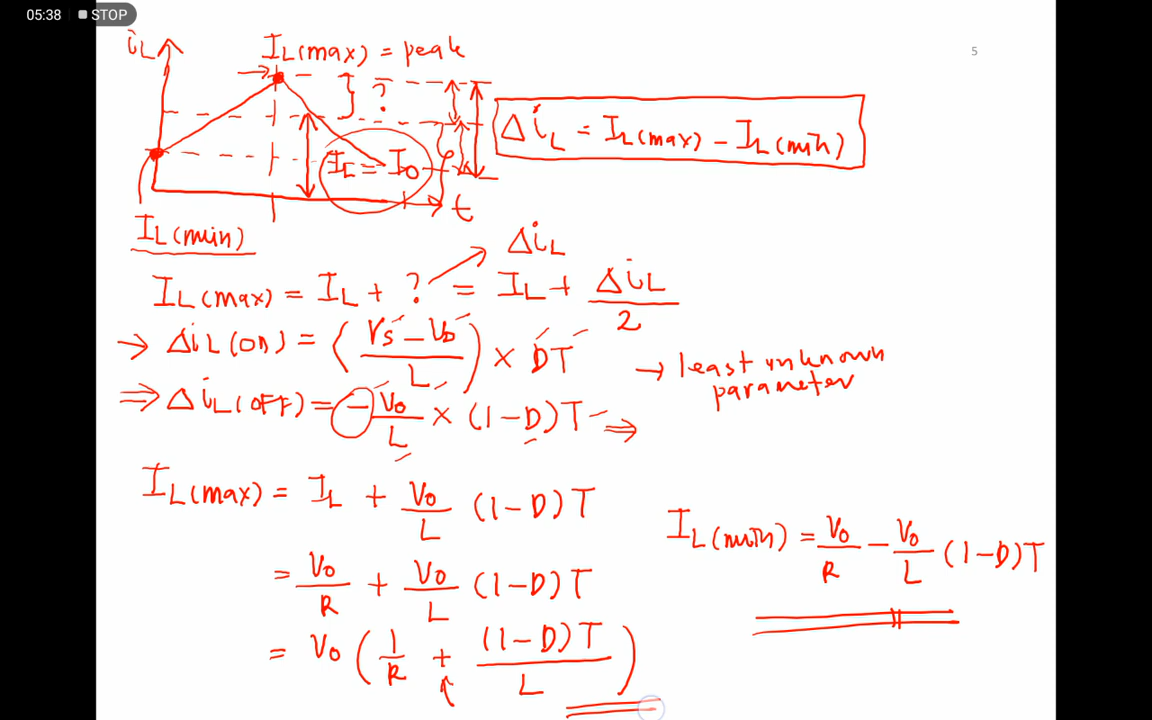 05:38 STOP
5
iL
IL(max) = peak
?
IL = Io
t
ΔiL = IL(max) - IL(min)
IL(min)
ΔiL
IL(max) = IL + ? = IL + ΔiL/2
→ ΔiL(ON) = (Vs - Vo / L) × DT
→ least unknown parameter
⇒ ΔiL(OFF) = - Vo/L × (1-D)T ⇒
IL(max) = IL + Vo/L (1-D)T
= Vo/R + Vo/L (1-D)T
= Vo (1/R + (1-D)T / L)
IL(min) = Vo/R - Vo/L (1-D)T